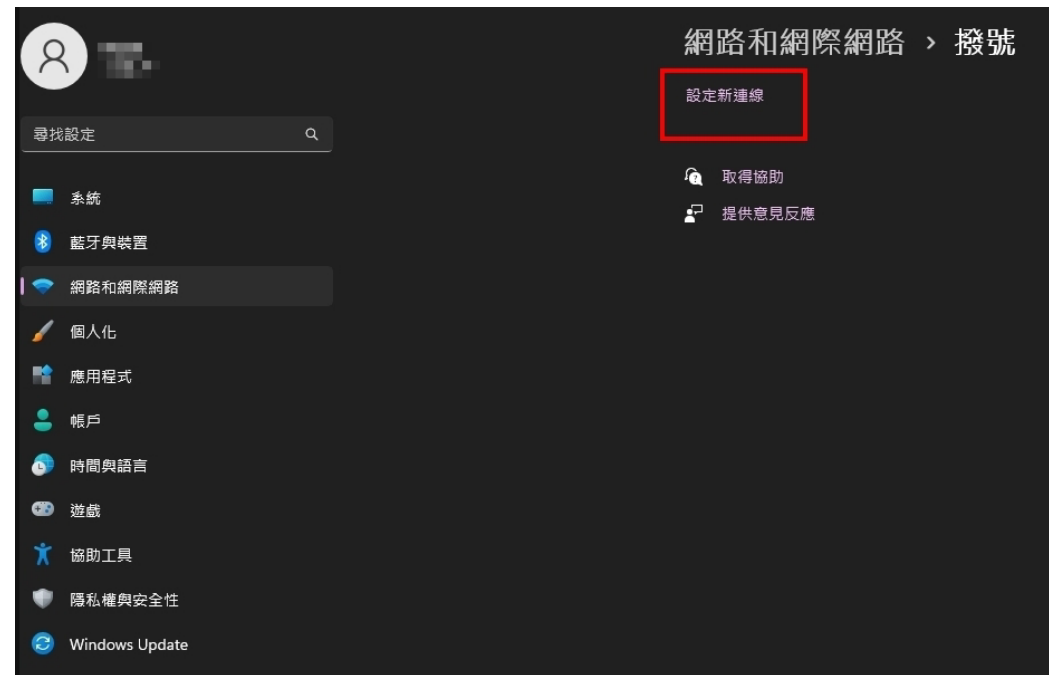 網路和網際網路 › 撥號
設定新連線
取得協助
提供意見反應
尋找設定
系統
藍牙與裝置
網路和網際網路
個人化
應用程式
帳戶
時間與語言
遊戲
協助工具
隱私權與安全性
Windows Update